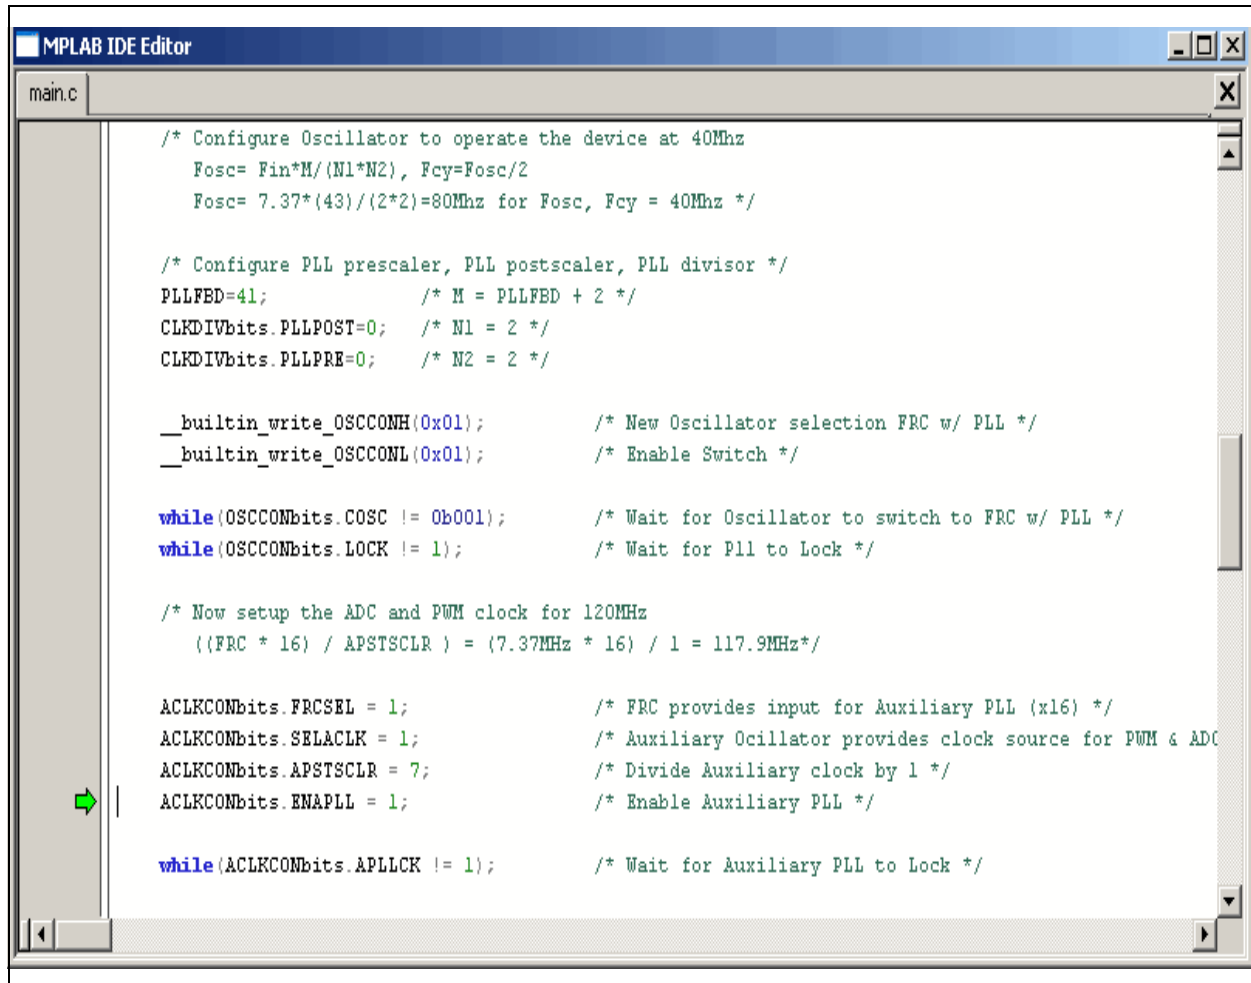 MPLAB IDE Editor
main.c
/* Configure Oscillator to operate the device at 40Mhz
Fosc= Fin*M/(N1*N2), Fcy=Fosc/2
Fosc= 7.37*(43)/(2*2)=80Mhz for Fosc, Fcy = 40Mhz */
/* Configure PLL prescaler, PLL postscaler, PLL divisor */
PLLFBD=41; /* M = PLLFBD + 2 */
CLKDIVbits.PLLPOST=0; /* N1 = 2 */
CLKDIVbits.PLLPRE=0; /* N2 = 2 */
__builtin_write_OSCCONH(0x01); /* New Oscillator selection FRC w/ PLL */
__builtin_write_OSCCONL(0x01); /* Enable Switch */
while(OSCCONbits.COSC != 0b001); /* Wait for Oscillator to switch to FRC w/ PLL */
while(OSCCONbits.LOCK != 1); /* Wait for Pll to Lock */
/* Now setup the ADC and PWM clock for 120MHz
((FRC * 16) / APSTSCLR ) = (7.37MHz * 16) / 1 = 117.9MHz*/
ACLKCONbits.FRCSEL = 1; /* FRC provides input for Auxiliary PLL (x16) */
ACLKCONbits.SELACLK = 1; /* Auxiliary Ocillator provides clock source for PWM & ADC
ACLKCONbits.APSTSCLR = 7; /* Divide Auxiliary clock by 1 */
ACLKCONbits.ENAPLL = 1; /* Enable Auxiliary PLL */
while(ACLKCONbits.APLLCK != 1); /* Wait for Auxiliary PLL to Lock */